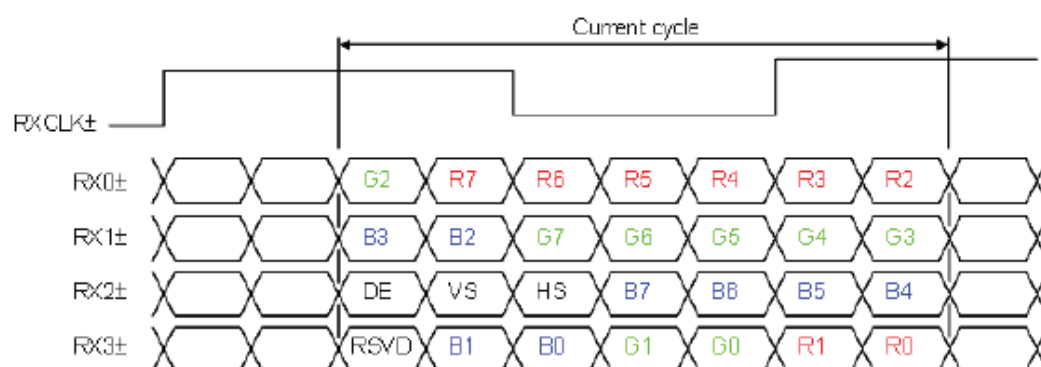 Current cycle
RXCLK±
RX0± G2 R7 R6 R5 R4 R3 R2
RX1± B3 B2 G7 G6 G5 G4 G3
RX2± DE VS HS B7 B6 B5 B4
RX3± RSVD B1 B0 G1 G0 R1 R0